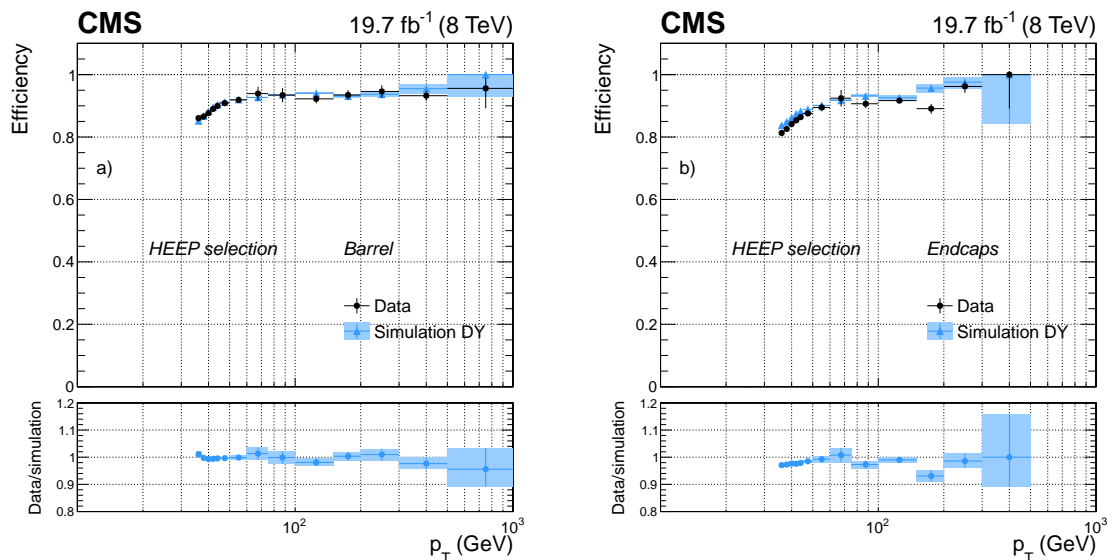 CMS 19.7 fb⁻¹ (8 TeV)
Efficiency
1
0.8
0.6
0.4
0.2
0
a)
HEEP selection Barrel
Data
Simulation DY
Data/simulation
1.2
1.1
1.0
0.9
0.8
10² 10³
p_T (GeV)
CMS 19.7 fb⁻¹ (8 TeV)
Efficiency
1
0.8
0.6
0.4
0.2
0
b)
HEEP selection Endcaps
Data
Simulation DY
Data/simulation
1.2
1.1
1.0
0.9
0.8
10² 10³
p_T (GeV)